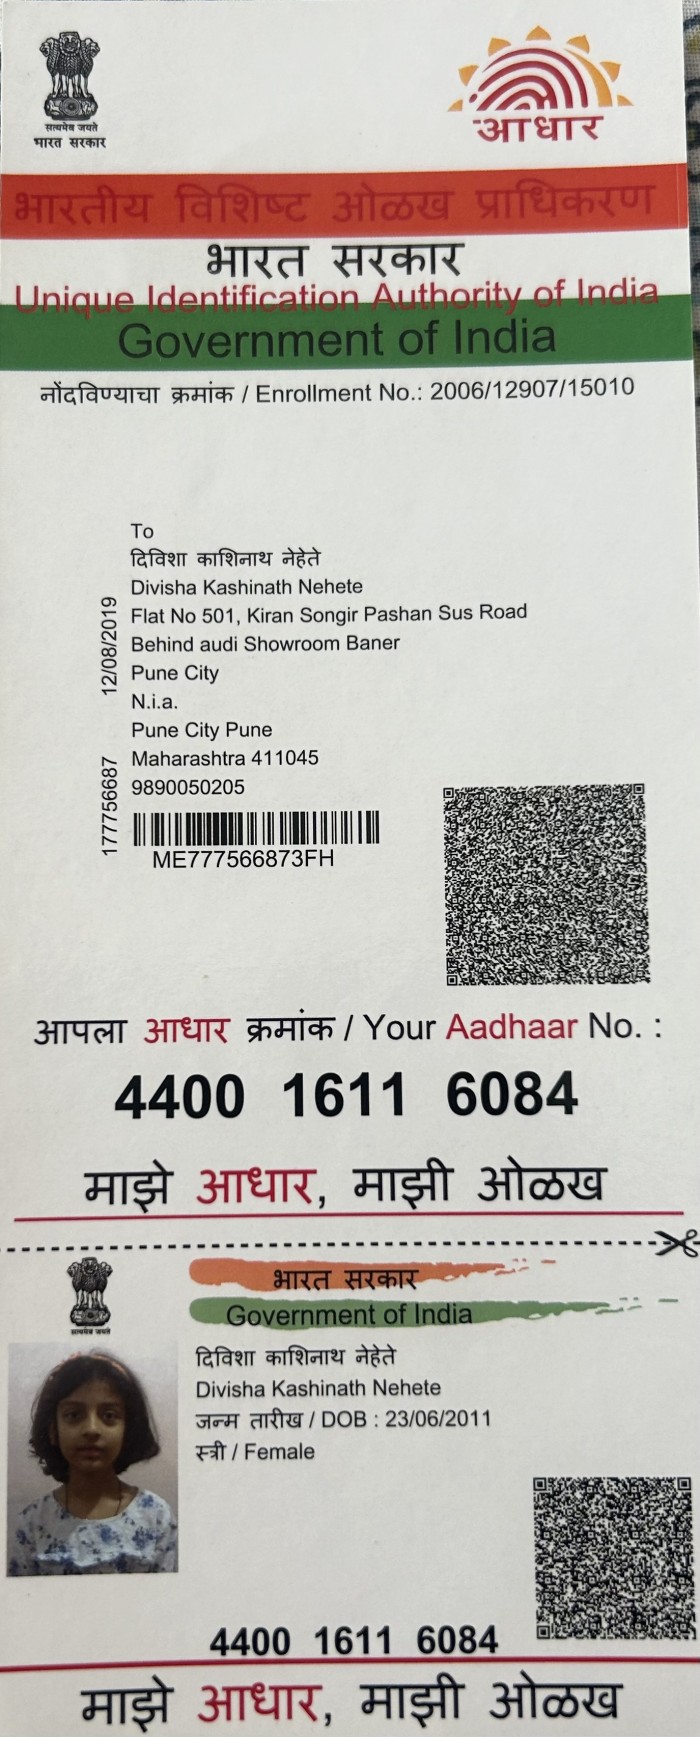 सत्यमेव जयते
भारत सरकार
आधार
भारतीय विशिष्ट ओळख प्राधिकरण
भारत सरकार
Unique Identification Authority of India
Government of India
नोंदविण्याचा क्रमांक / Enrollment No.: 2006/12907/15010
To
दिविशा काशिनाथ नेहेते
Divisha Kashinath Nehete
Flat No 501, Kiran Songir Pashan Sus Road
Behind audi Showroom Baner
Pune City
N.i.a.
Pune City Pune
Maharashtra 411045
9890050205
12/08/2019
177756687
ME777566873FH
आपला आधार क्रमांक / Your Aadhaar No. :
4400 1611 6084
माझे आधार, माझी ओळख
सत्यमेव जयते
भारत सरकार
Government of India
दिविशा काशिनाथ नेहेते
Divisha Kashinath Nehete
जन्म तारीख / DOB : 23/06/2011
स्त्री / Female
4400 1611 6084
माझे आधार, माझी ओळख